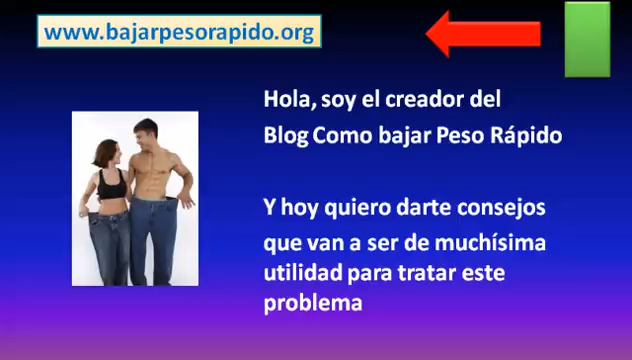 www.bajarpesorapido.org
Hola, soy el creador del
Blog Como bajar Peso Rápido
Y hoy quiero darte consejos
que van a ser de muchísima
utilidad para tratar este
problema